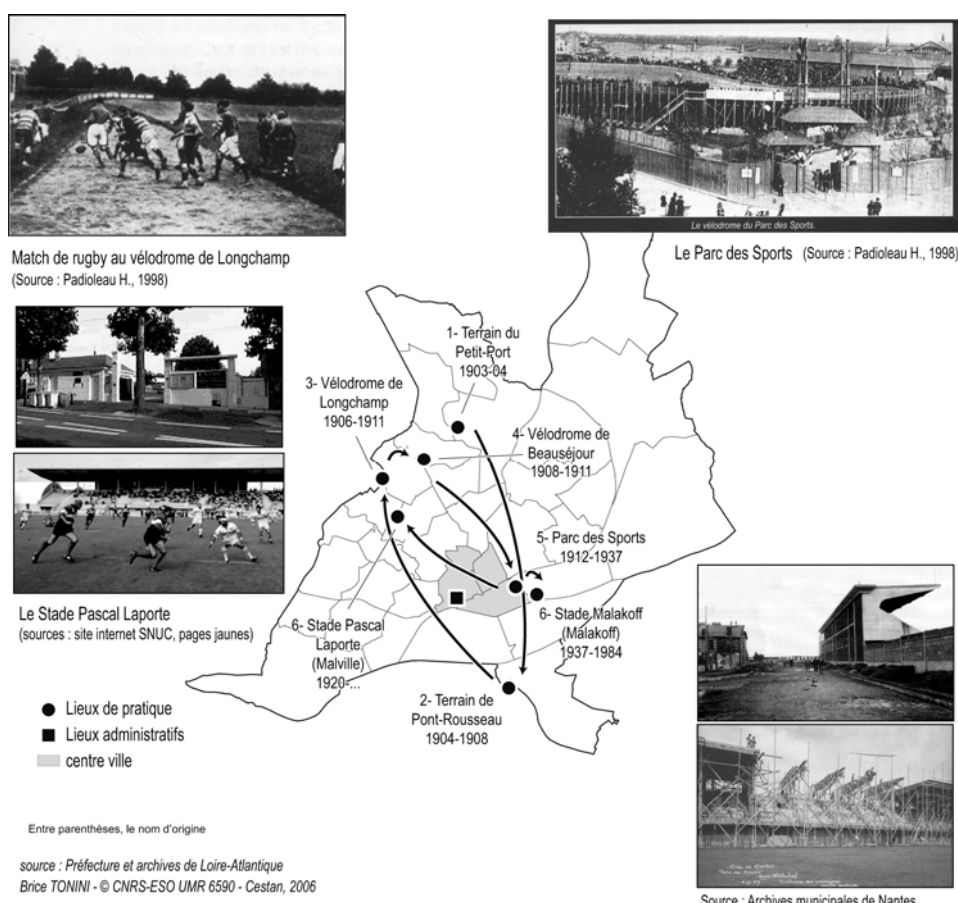 Le vélodrome du Parc des Sports.
Match de rugby au vélodrome de Longchamp
(Source : Padioleau H., 1998)
Le Parc des Sports (Source : Padioleau H., 1998)
1- Terrain du
Petit-Port
1903-04
3- Vélodrome de
Longchamp
1906-1911
4- Vélodrome de
Beauséjour
1908-1911
5- Parc des Sports
1912-1937
Le Stade Pascal Laporte
(sources : site internet SNUC, pages jaunes)
6- Stade Pascal
Laporte
(Malville)
1920-...
6- Stade Malakoff
(Malakoff)
1937-1984
2- Terrain de
Pont-Rousseau
1904-1908
Lieux de pratique
Lieux administratifs
centre ville
Entre parenthéses, le nom d'origine
source : Préfecture et archives de Loire-Atlantique
Brice TONINI - © CNRS-ESO UMR 6590 - Cestan, 2006
Source : Archives municipales de Nantes